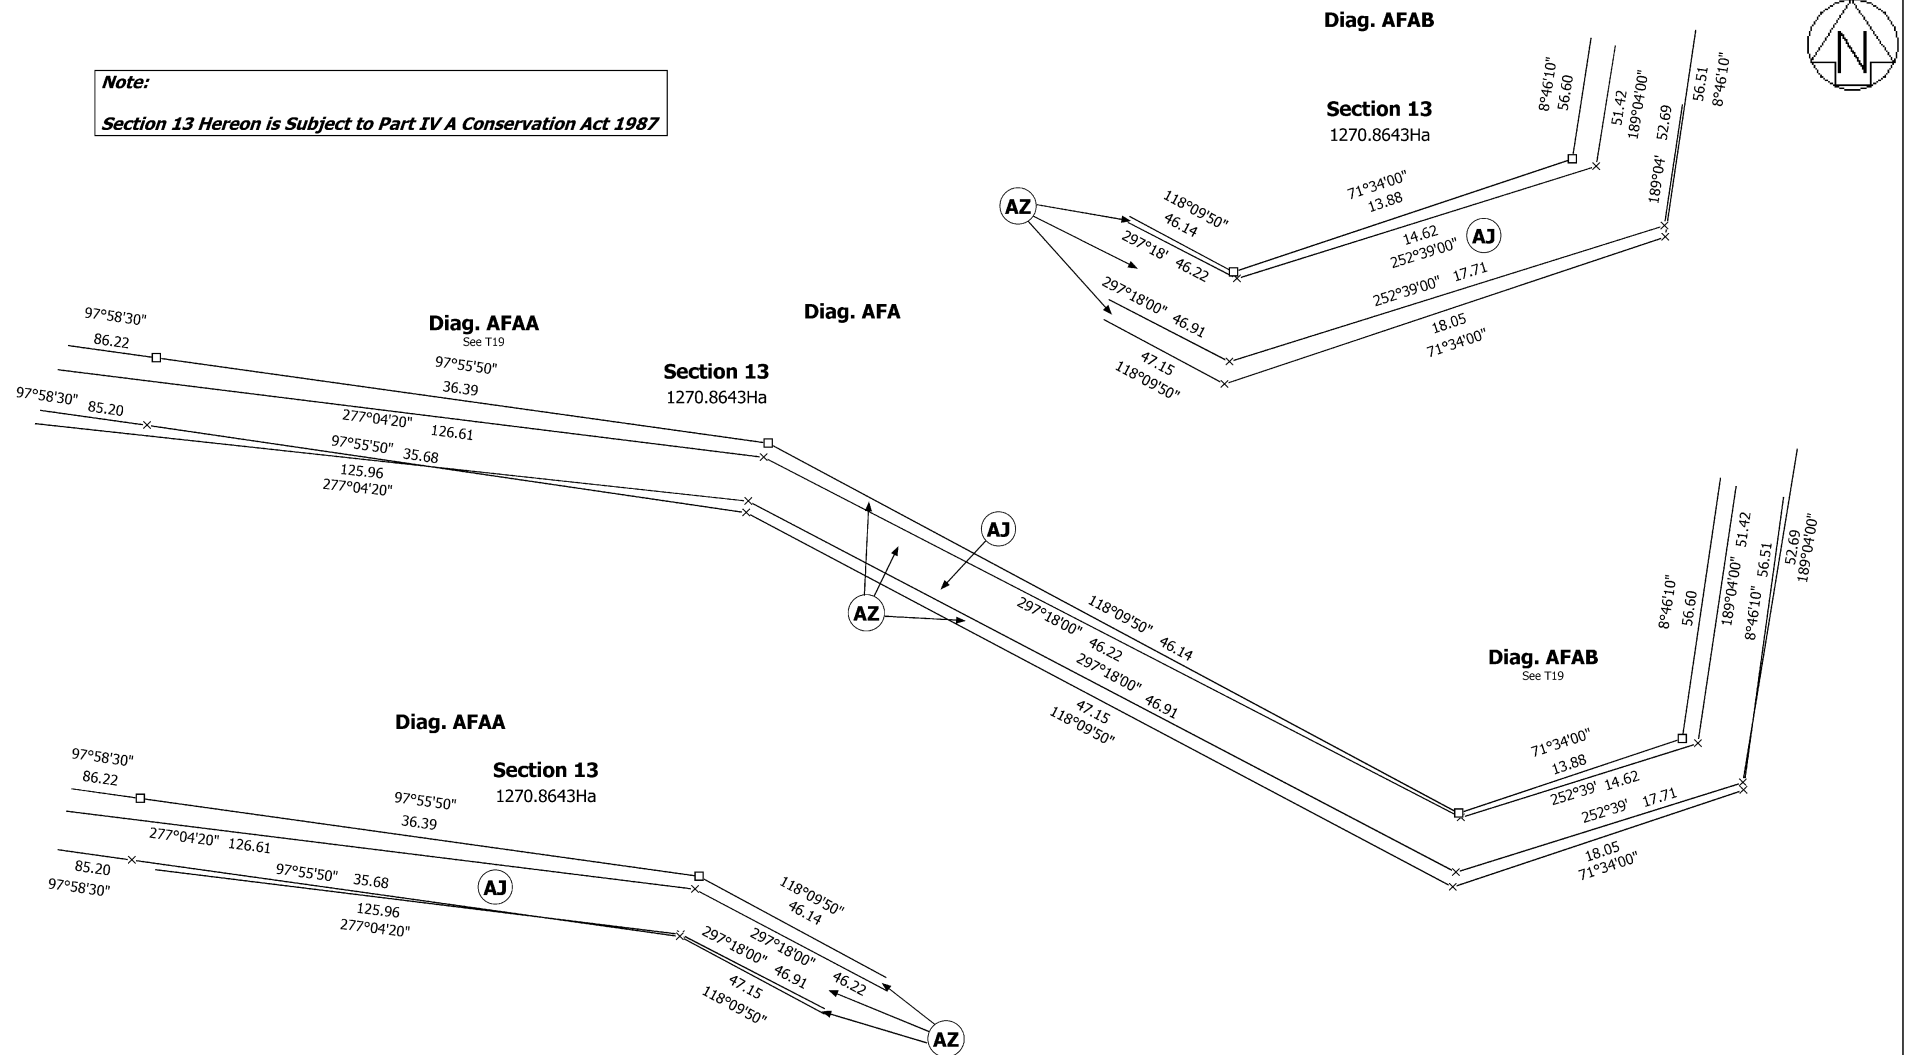 Diag. AFAB
N
Note:
Section 13 Hereon is Subject to Part IV A Conservation Act 1987
Section 13
1270.8643Ha
8°46'10"
56.60
51.42
189°04'00"
189°04' 52.69
56.51
8°46'10"
AZ
118°09'50"
46.14
297°18' 46.22
71°34'00"
13.88
14.62
252°39'00"
AJ
297°18'00" 46.91
252°39'00" 17.71
47.15
118°09'50"
18.05
71°34'00"
Diag. AFA
97°58'30"
86.22
Diag. AFAA
See T19
97°55'50"
36.39
Section 13
1270.8643Ha
97°58'30" 85.20
277°04'20" 126.61
97°55'50" 35.68
125.96
277°04'20"
AJ
AZ
118°09'50" 46.14
297°18'00" 46.22
297°18'00" 46.91
47.15
118°09'50"
8°46'10"
56.60
189°04'00" 51.42
8°46'10" 56.51
52.69
189°04'00"
Diag. AFAB
See T19
71°34'00"
13.88
252°39' 14.62
252°39' 17.71
18.05
71°34'00"
Diag. AFAA
97°58'30"
86.22
Section 13
1270.8643Ha
97°55'50"
36.39
277°04'20" 126.61
85.20
97°58'30"
97°55'50" 35.68
AJ
125.96
277°04'20"
118°09'50"
46.14
297°18'00" 46.22
297°18'00" 46.91
47.15
118°09'50"
AZ